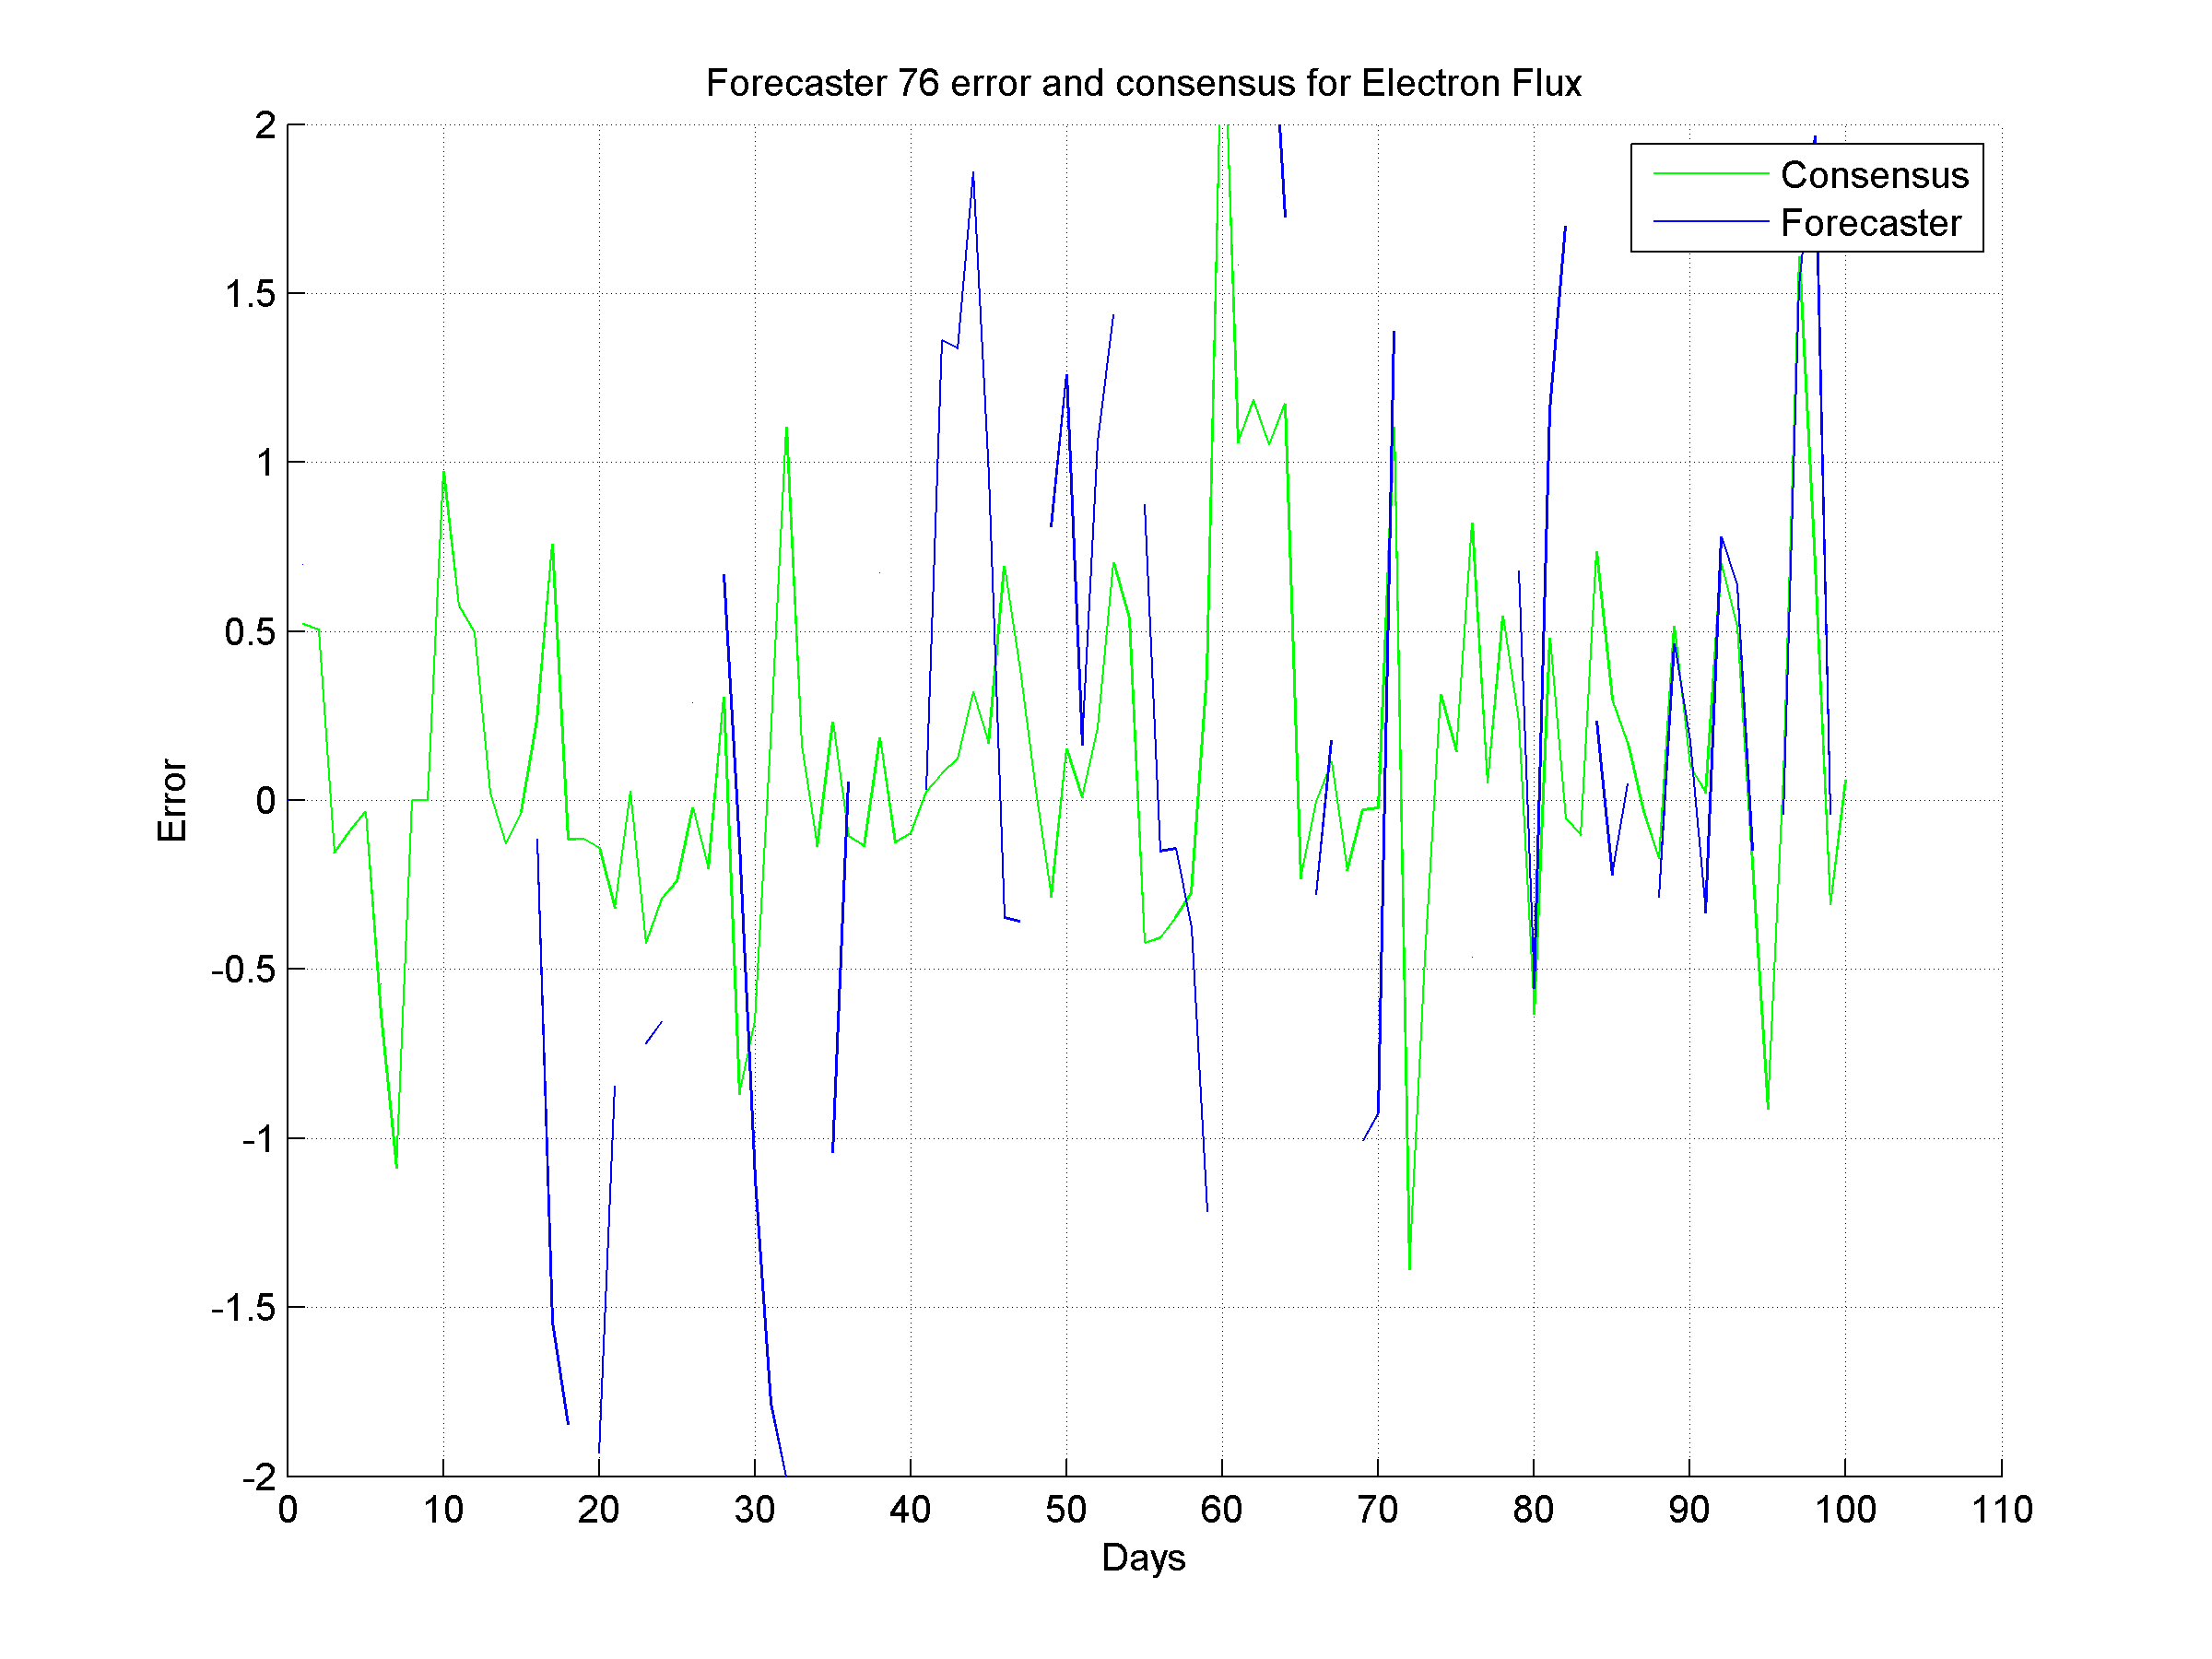 Forecaster 76 error and consensus for Electron Flux
2
1.5
1
0.5
0
-0.5
-1
-1.5
-2
Error
Consensus
Forecaster
0 10 20 30 40 50 60 70 80 90 100 110
Days